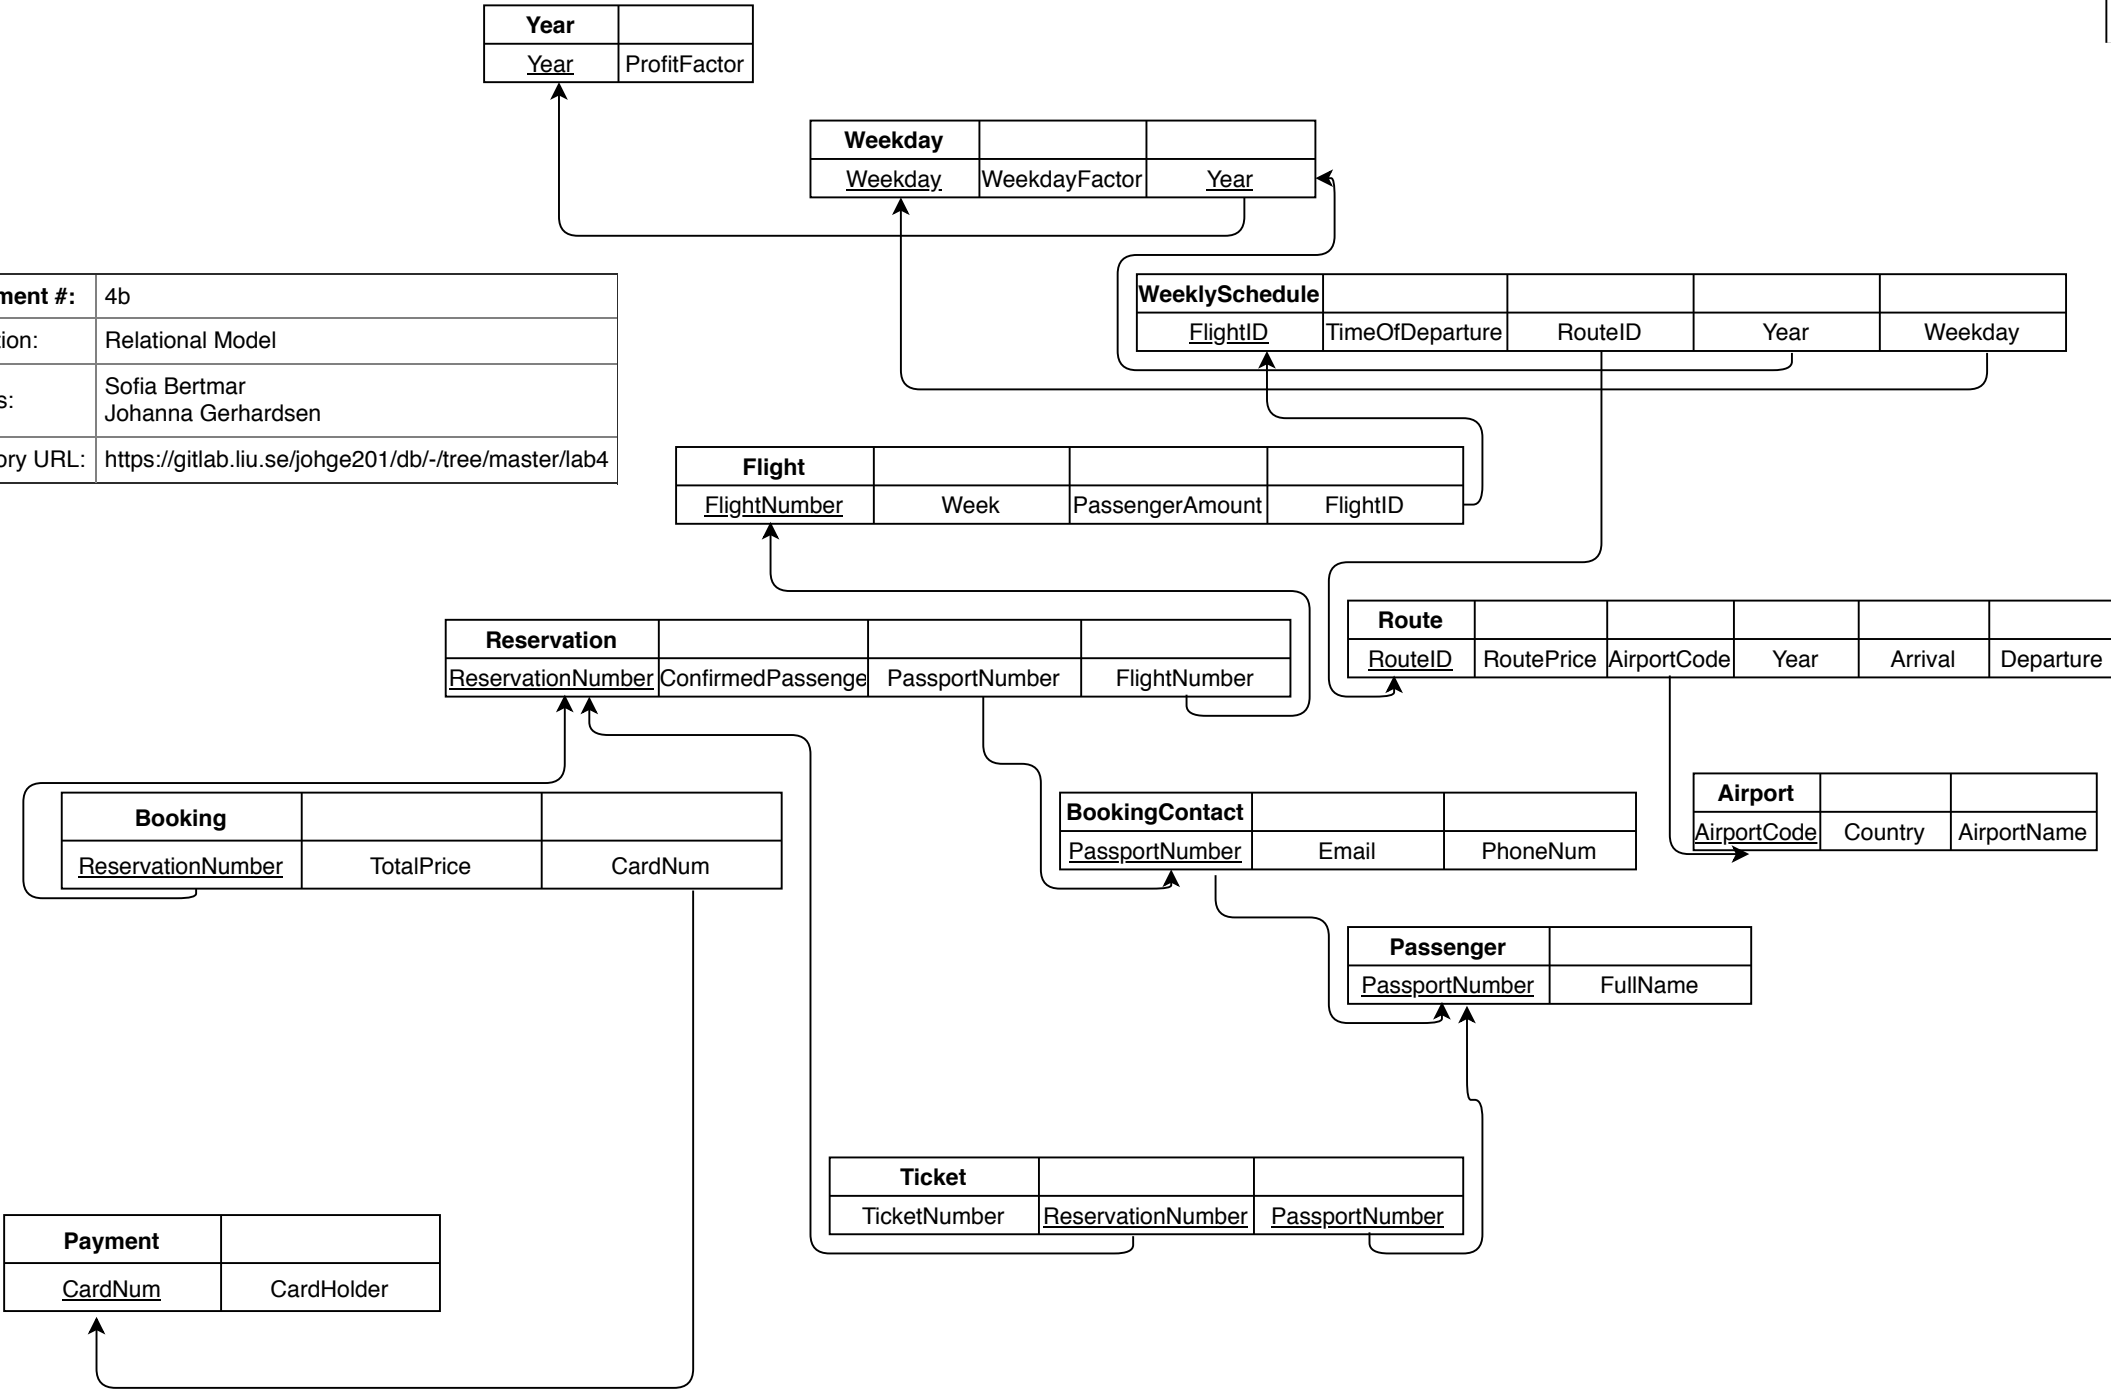 Year
Year ProfitFactor
Weekday
Weekday WeekdayFactor Year
WeeklySchedule
FlightID TimeOfDeparture RouteID Year Weekday
ment #: 4b
tion: Relational Model
s: Sofia Bertmar
Johanna Gerhardsen
ory URL: https://gitlab.liu.se/johge201/db/-/tree/master/lab4
Flight
FlightNumber Week PassengerAmount FlightID
Route
RouteID RoutePrice AirportCode Year Arrival Departure
Reservation
ReservationNumber ConfirmedPassenge PassportNumber FlightNumber
Airport
AirportCode Country AirportName
Booking
ReservationNumber TotalPrice CardNum
BookingContact
PassportNumber Email PhoneNum
Passenger
PassportNumber FullName
Ticket
TicketNumber ReservationNumber PassportNumber
Payment
CardNum CardHolder